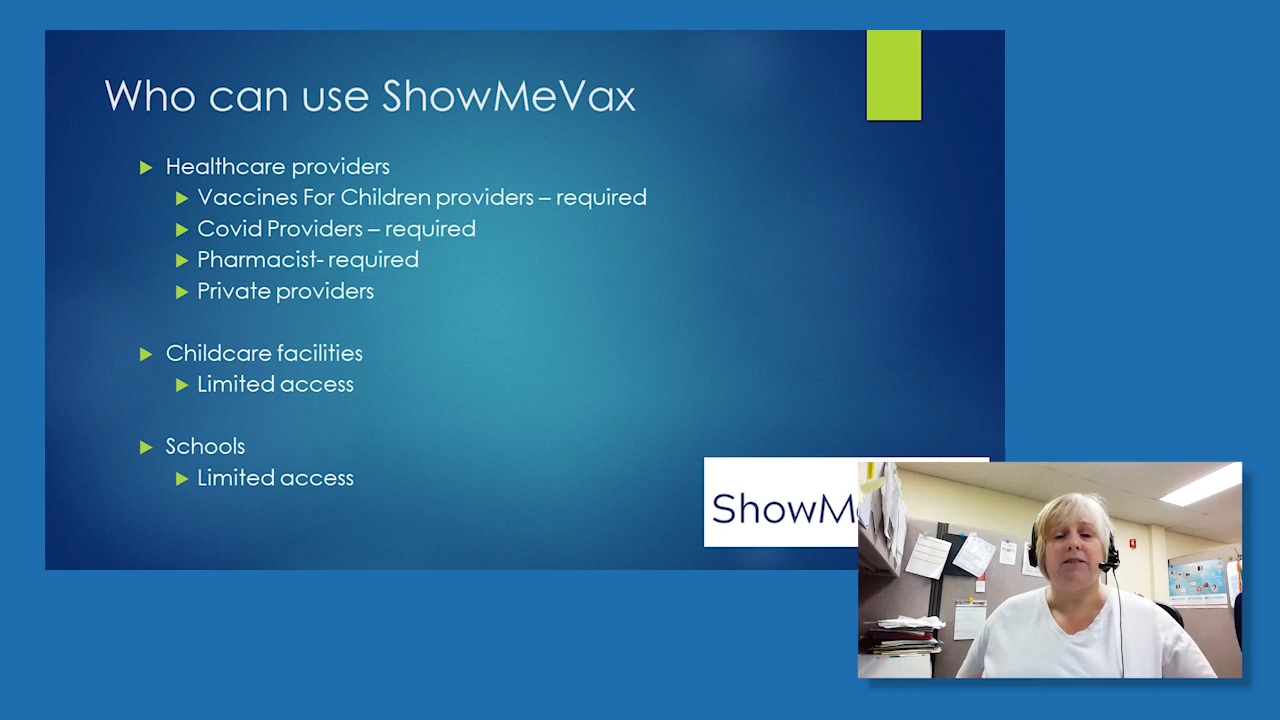 Who can use ShowMeVax
Healthcare providers
Vaccines For Children providers – required
Covid Providers – required
Pharmacist- required
Private providers
Childcare facilities
Limited access
Schools
Limited access
ShowMe